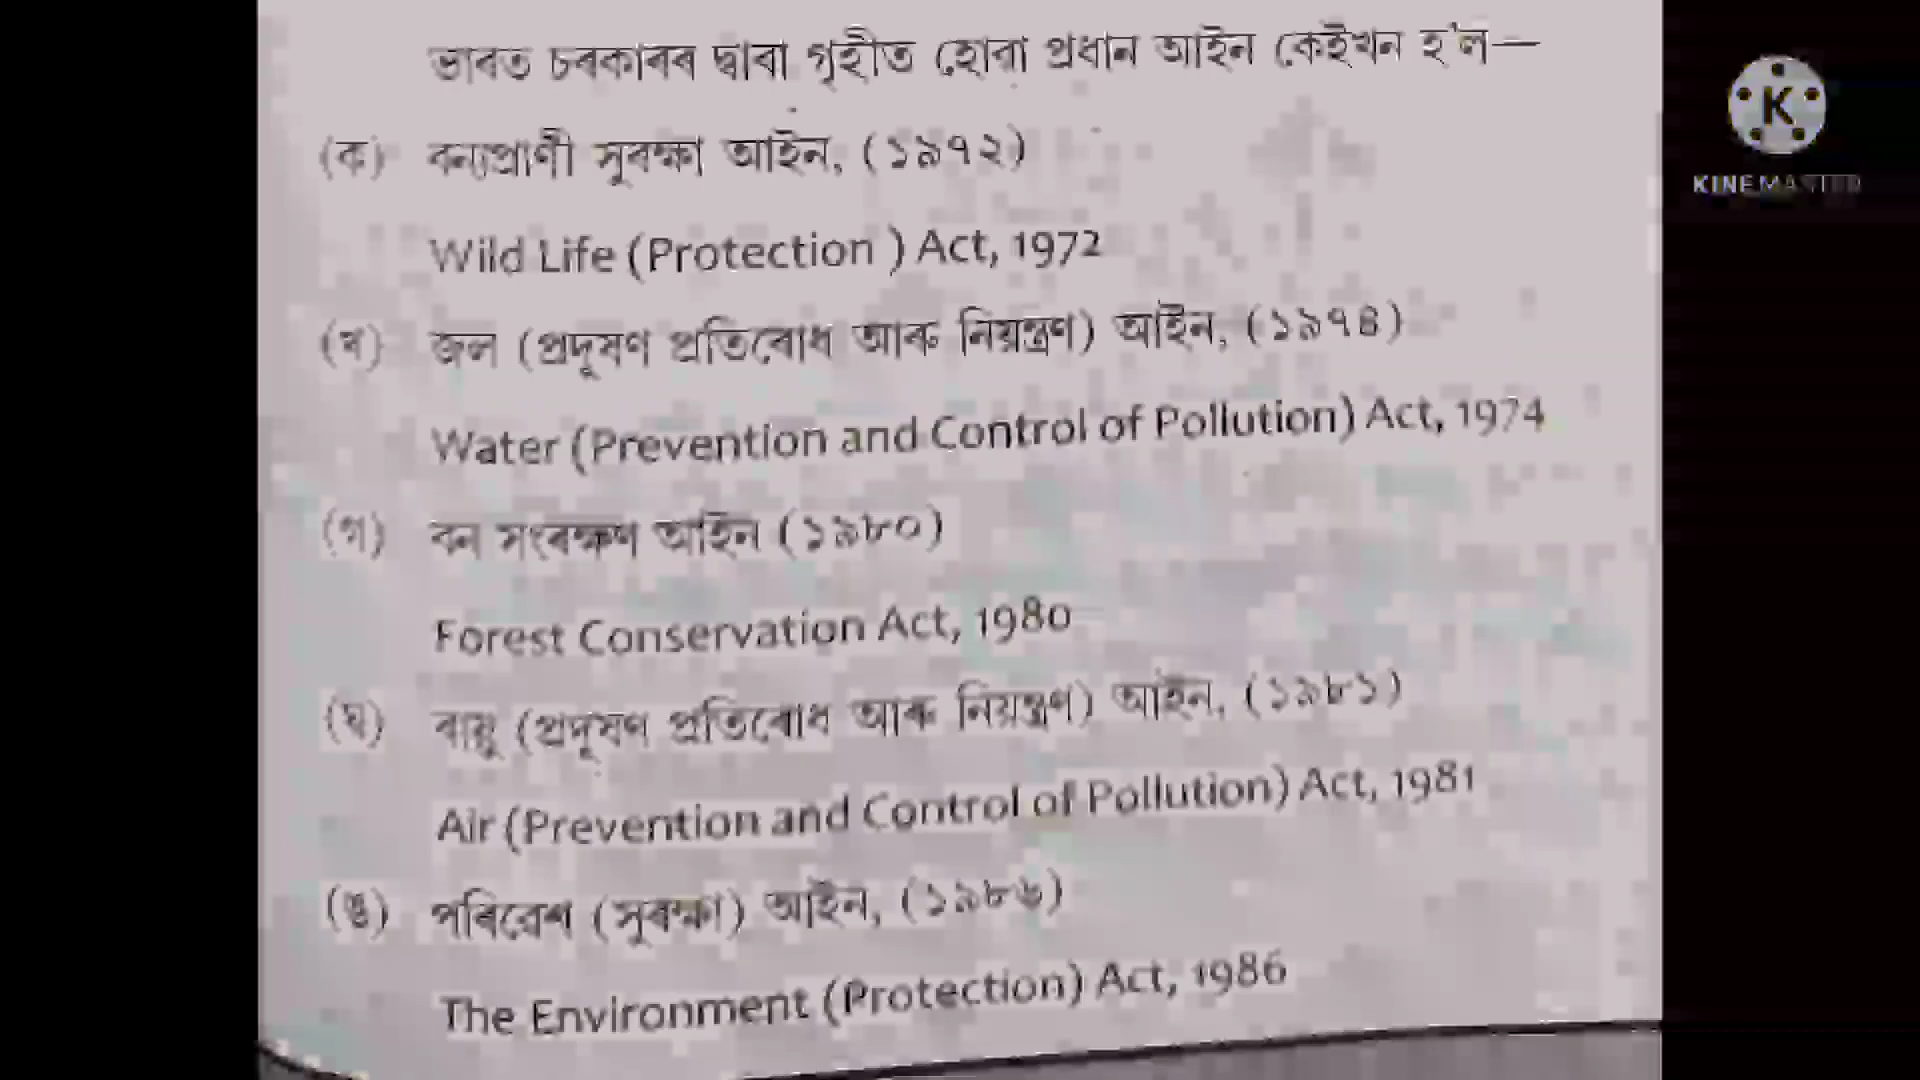 ভাৰত চৰকাৰৰ দ্বাৰা গৃহীত হোৱা প্ৰধান আইন কেইখন হ'ল—
(ক) বন্যপ্ৰাণী সুৰক্ষা আইন, (১৯৭২)
Wild Life (Protection ) Act, 1972
(খ) জল (প্ৰদূষণ প্ৰতিৰোধ আৰু নিয়ন্ত্ৰণ) আইন, (১৯৭৪)
Water (Prevention and Control of Pollution) Act, 1974
(গ) বন সংৰক্ষণ আইন (১৯৮০)
Forest Conservation Act, 1980
(ঘ) বায়ু (প্ৰদূষণ প্ৰতিৰোধ আৰু নিয়ন্ত্ৰণ) আইন, (১৯৮১)
Air (Prevention and Control of Pollution) Act, 1981
(ঙ) পৰিৱেশ (সুৰক্ষা) আইন, (১৯৮৬)
The Environment (Protection) Act, 1986
K
KINEMASTER